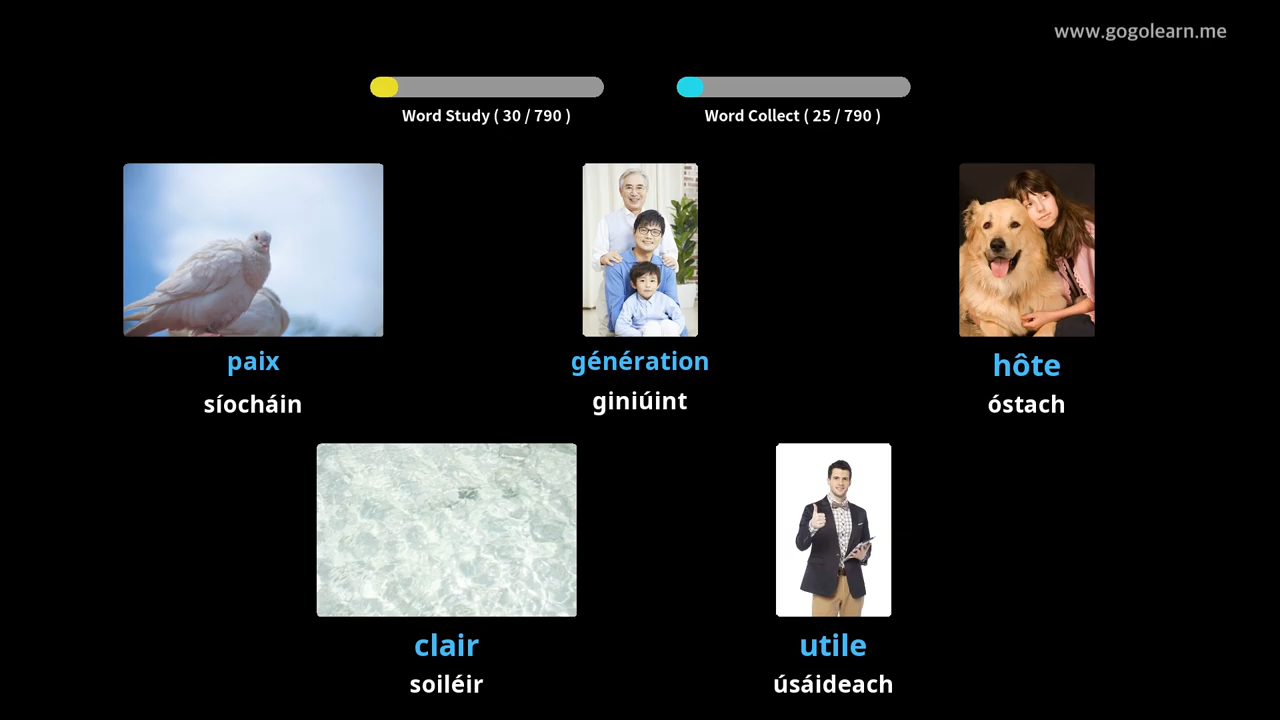 www.gogolearn.me
Word Study ( 30 / 790 )
Word Collect ( 25 / 790 )
paix
génération
hôte
síocháin
giniúint
óstach
clair
utile
soiléir
úsáideach